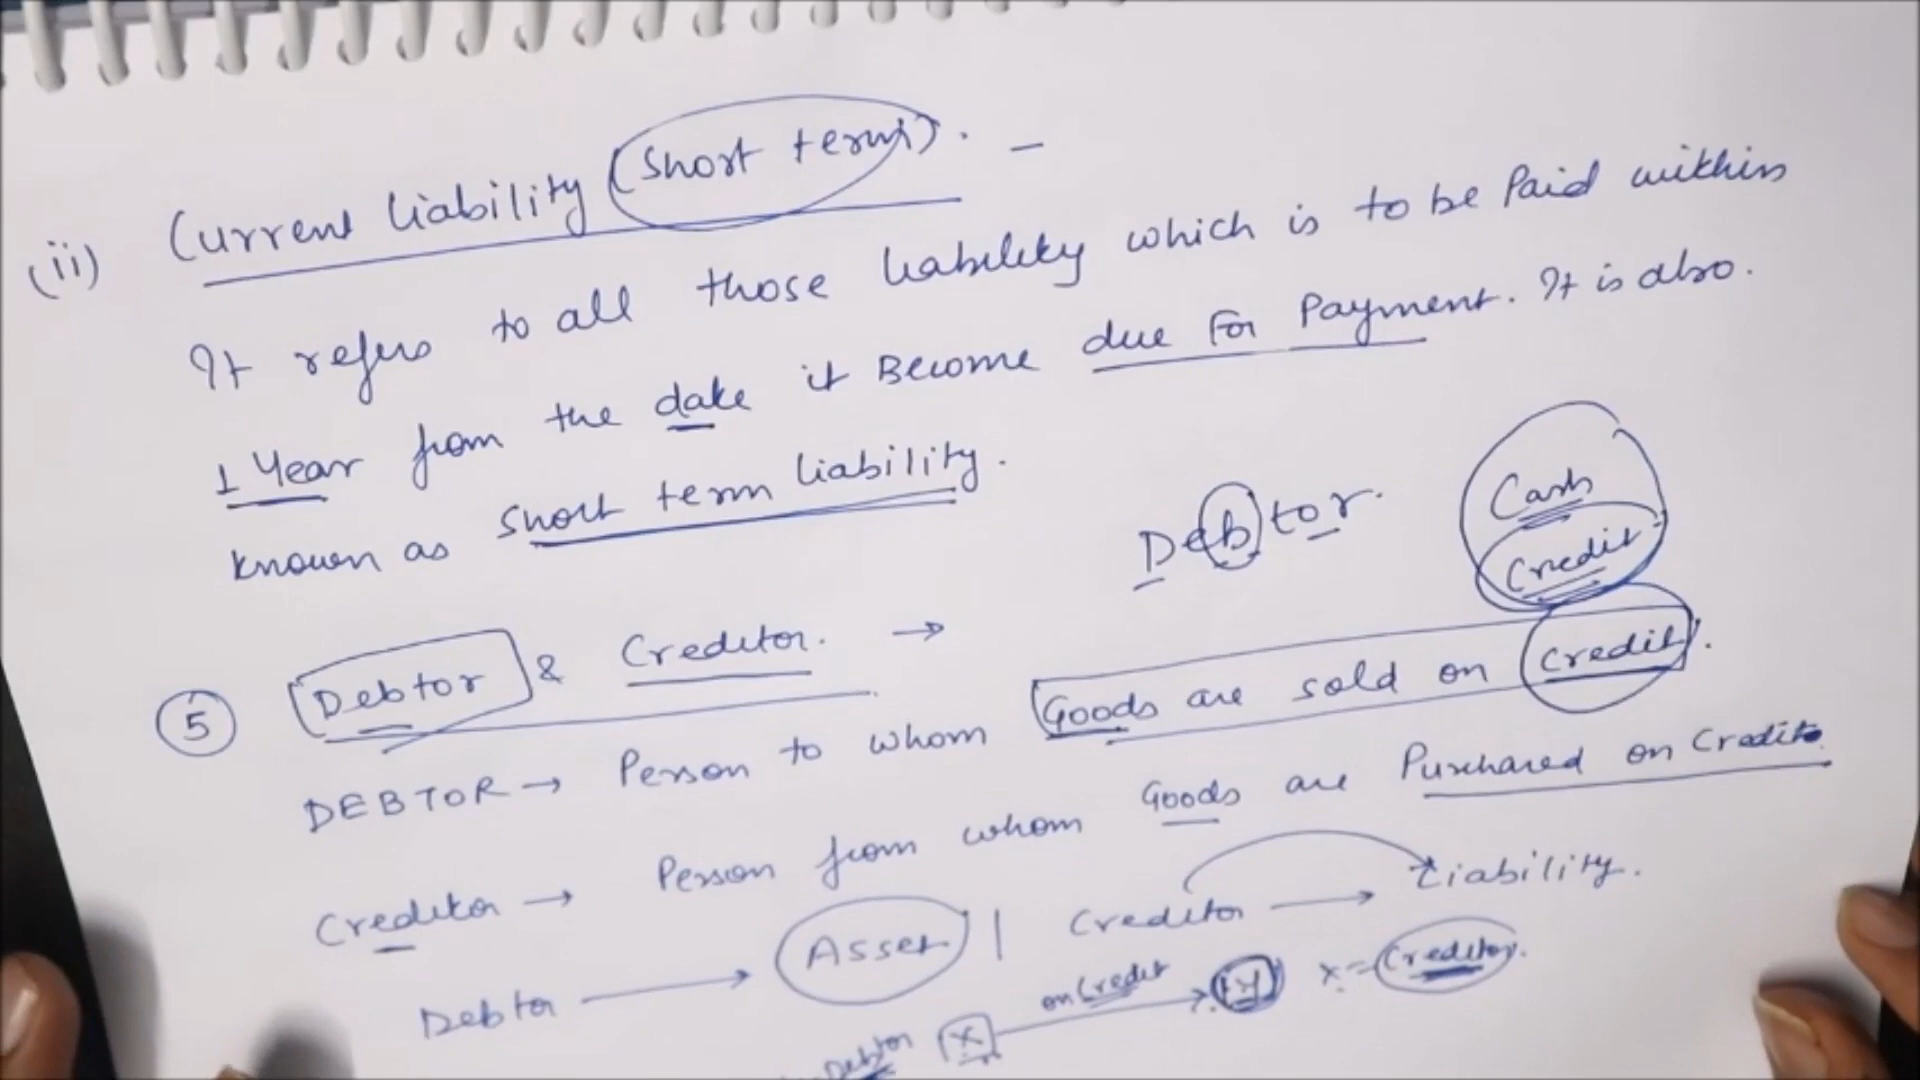 (ii) Current liability (short term). -
It refers to all those liability which is to be Paid within
1 Year from the date it Become due For Payment. It is also.
known as short term liability.
Debtor.
Cash
Credit
5 Debtor & Creditor. →
DEBTOR → Person to whom Goods are sold on credit.
Creditor → Person from whom Goods are Purchased on Credit.
Debtor → Asset | Creditor → Liability.
Debtor X on Credit → Y X = Creditor.